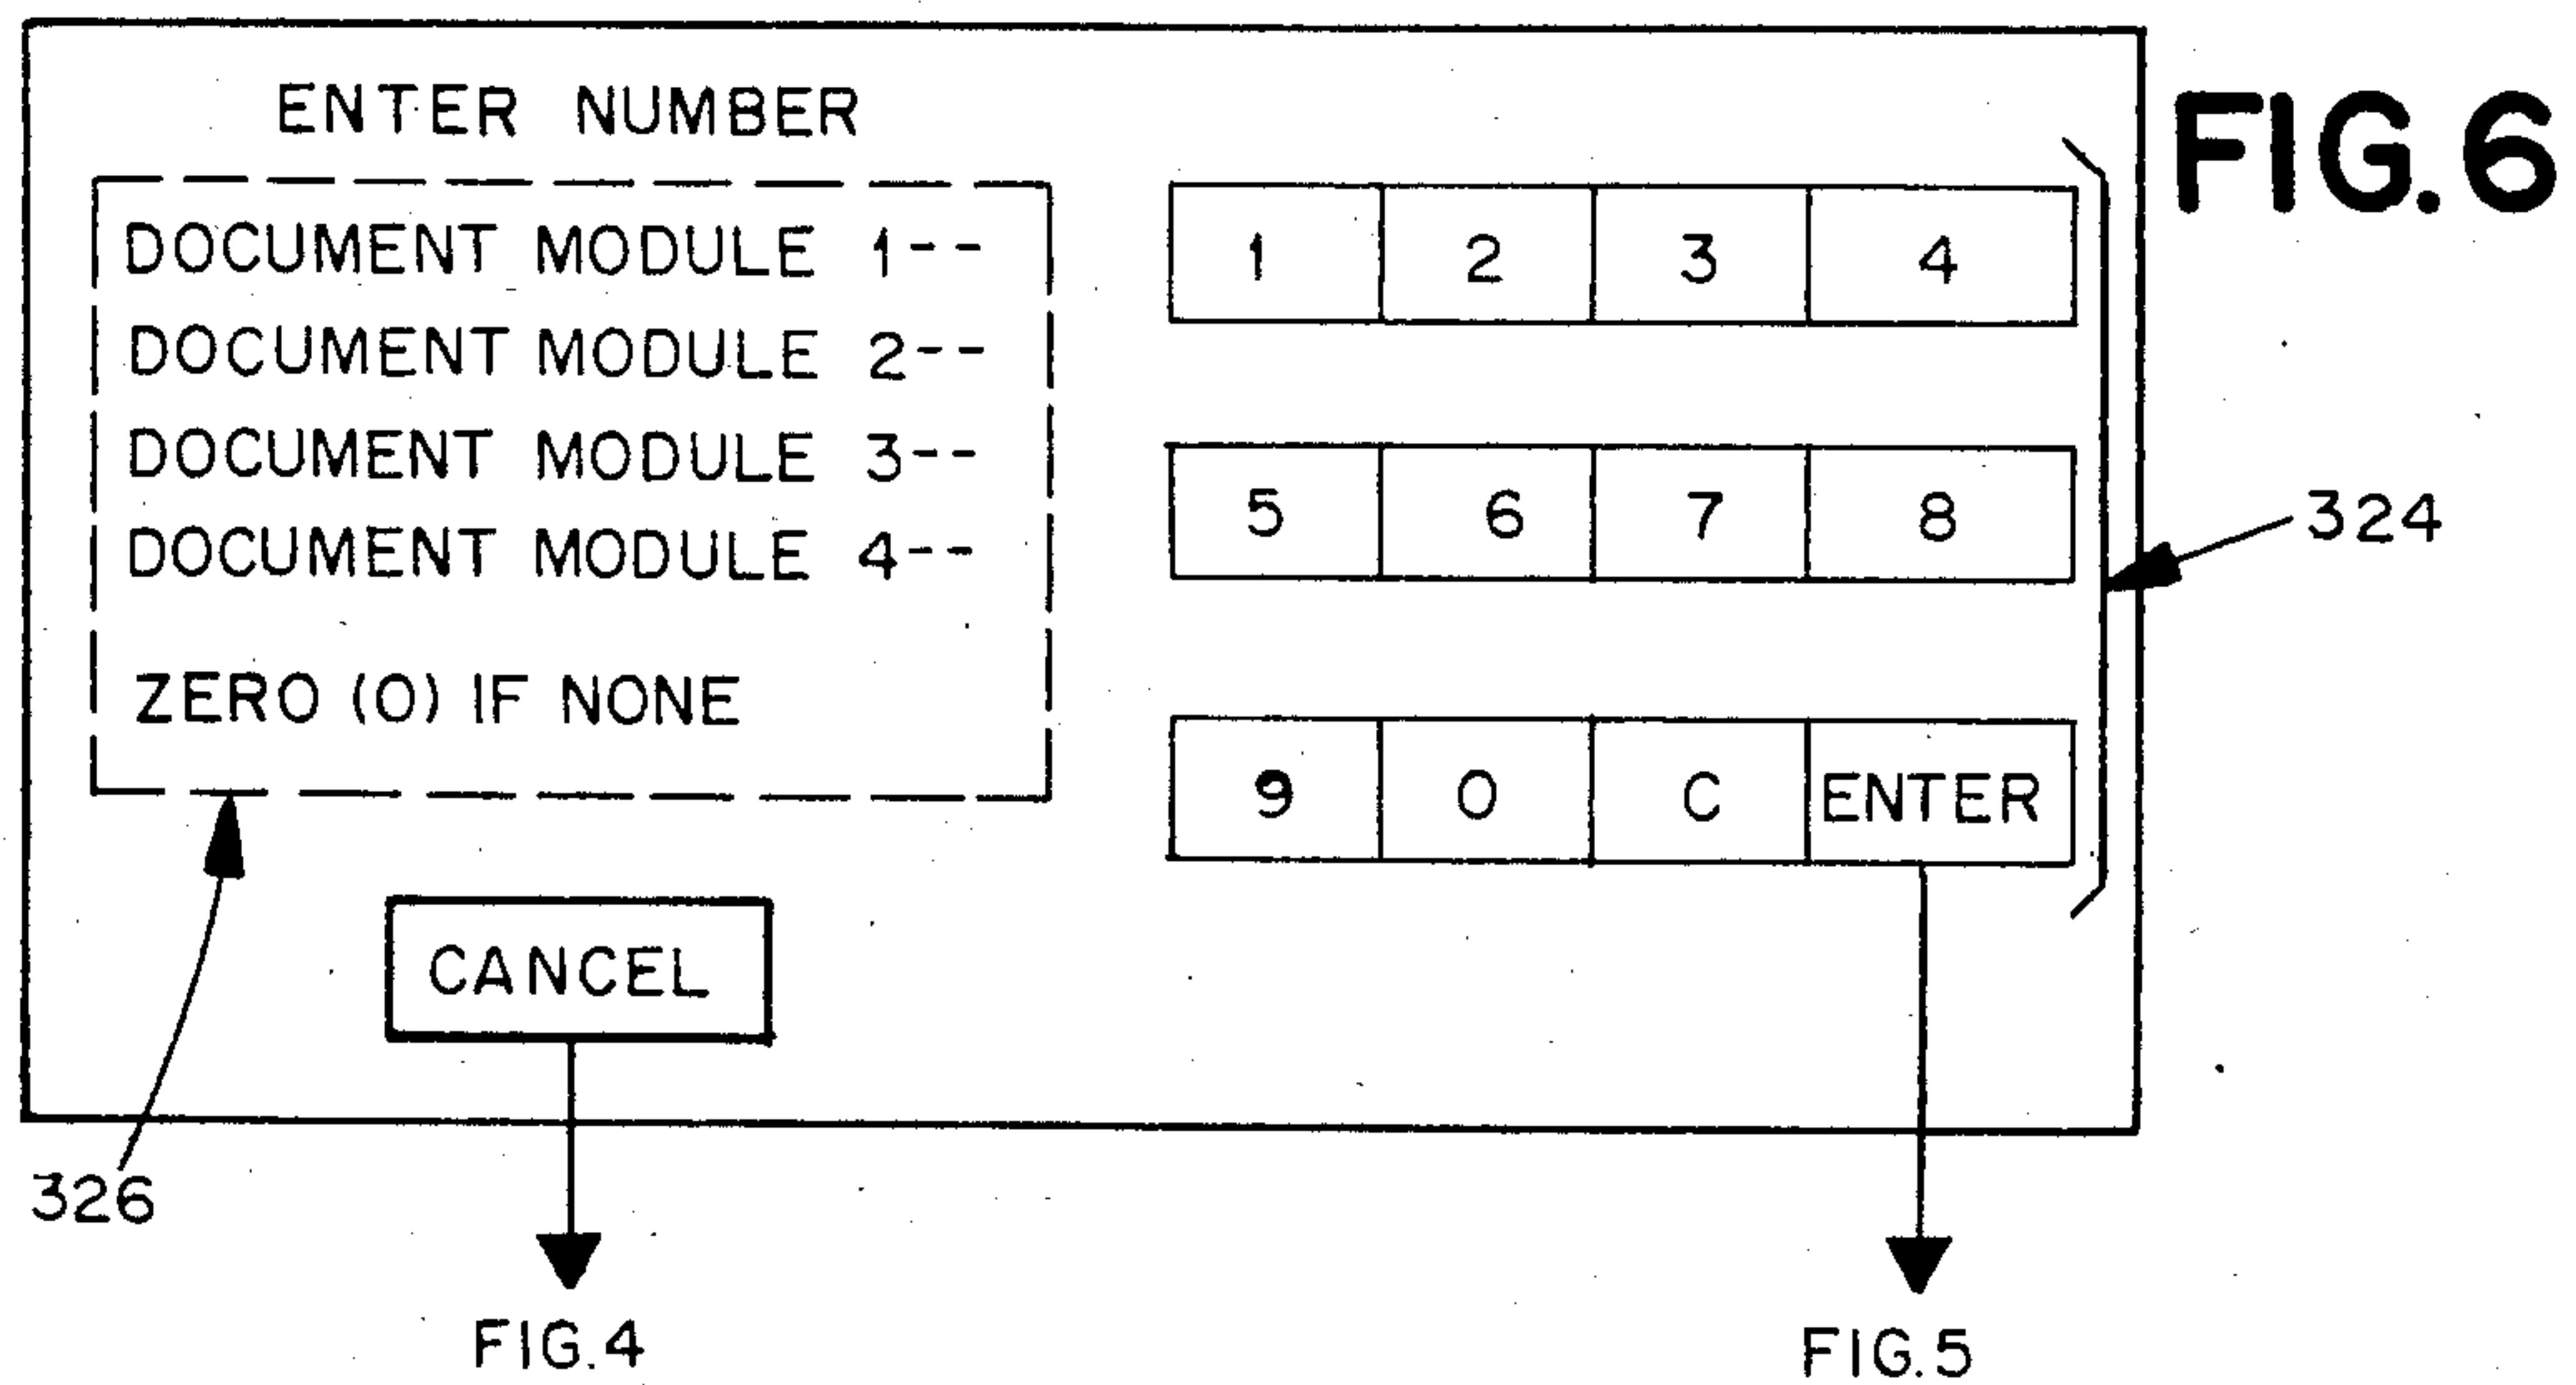 FIG.6
ENTER NUMBER
DOCUMENT MODULE 1--
DOCUMENT MODULE 2--
DOCUMENT MODULE 3--
DOCUMENT MODULE 4--
ZERO (0) IF NONE
1 2 3 4
5 6 7 8
9 0 C ENTER
324
CANCEL
326
FIG.4
FIG.5